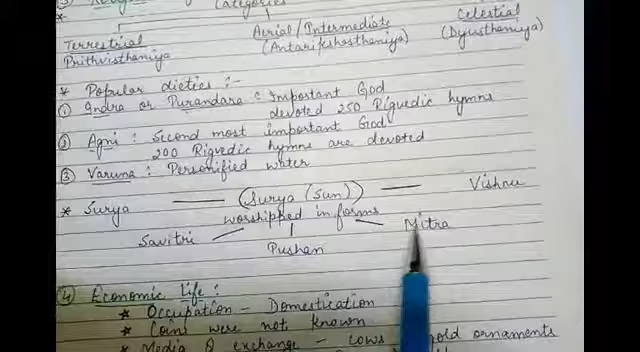 Categories
Terrestrial Aerial/Intermediate Celestial
Prithvisthaniya (Antarikshasthaniya) (Dyusthaniya)
* Popular dieties :-
① Indra or Purandara : Important God
devoted 250 Rigvedic hymns
② Agni : Second most important God
200 Rigvedic hymns are devoted
③ Varuna : Personified water
* Surya — (Surya (Sun)) — Vishnu
worshipped in forms
Savitri Pushan Mitra
④ Economic life :
* Occupation - Domestication
* Coins were not known
* Media of exchange - cows gold ornaments